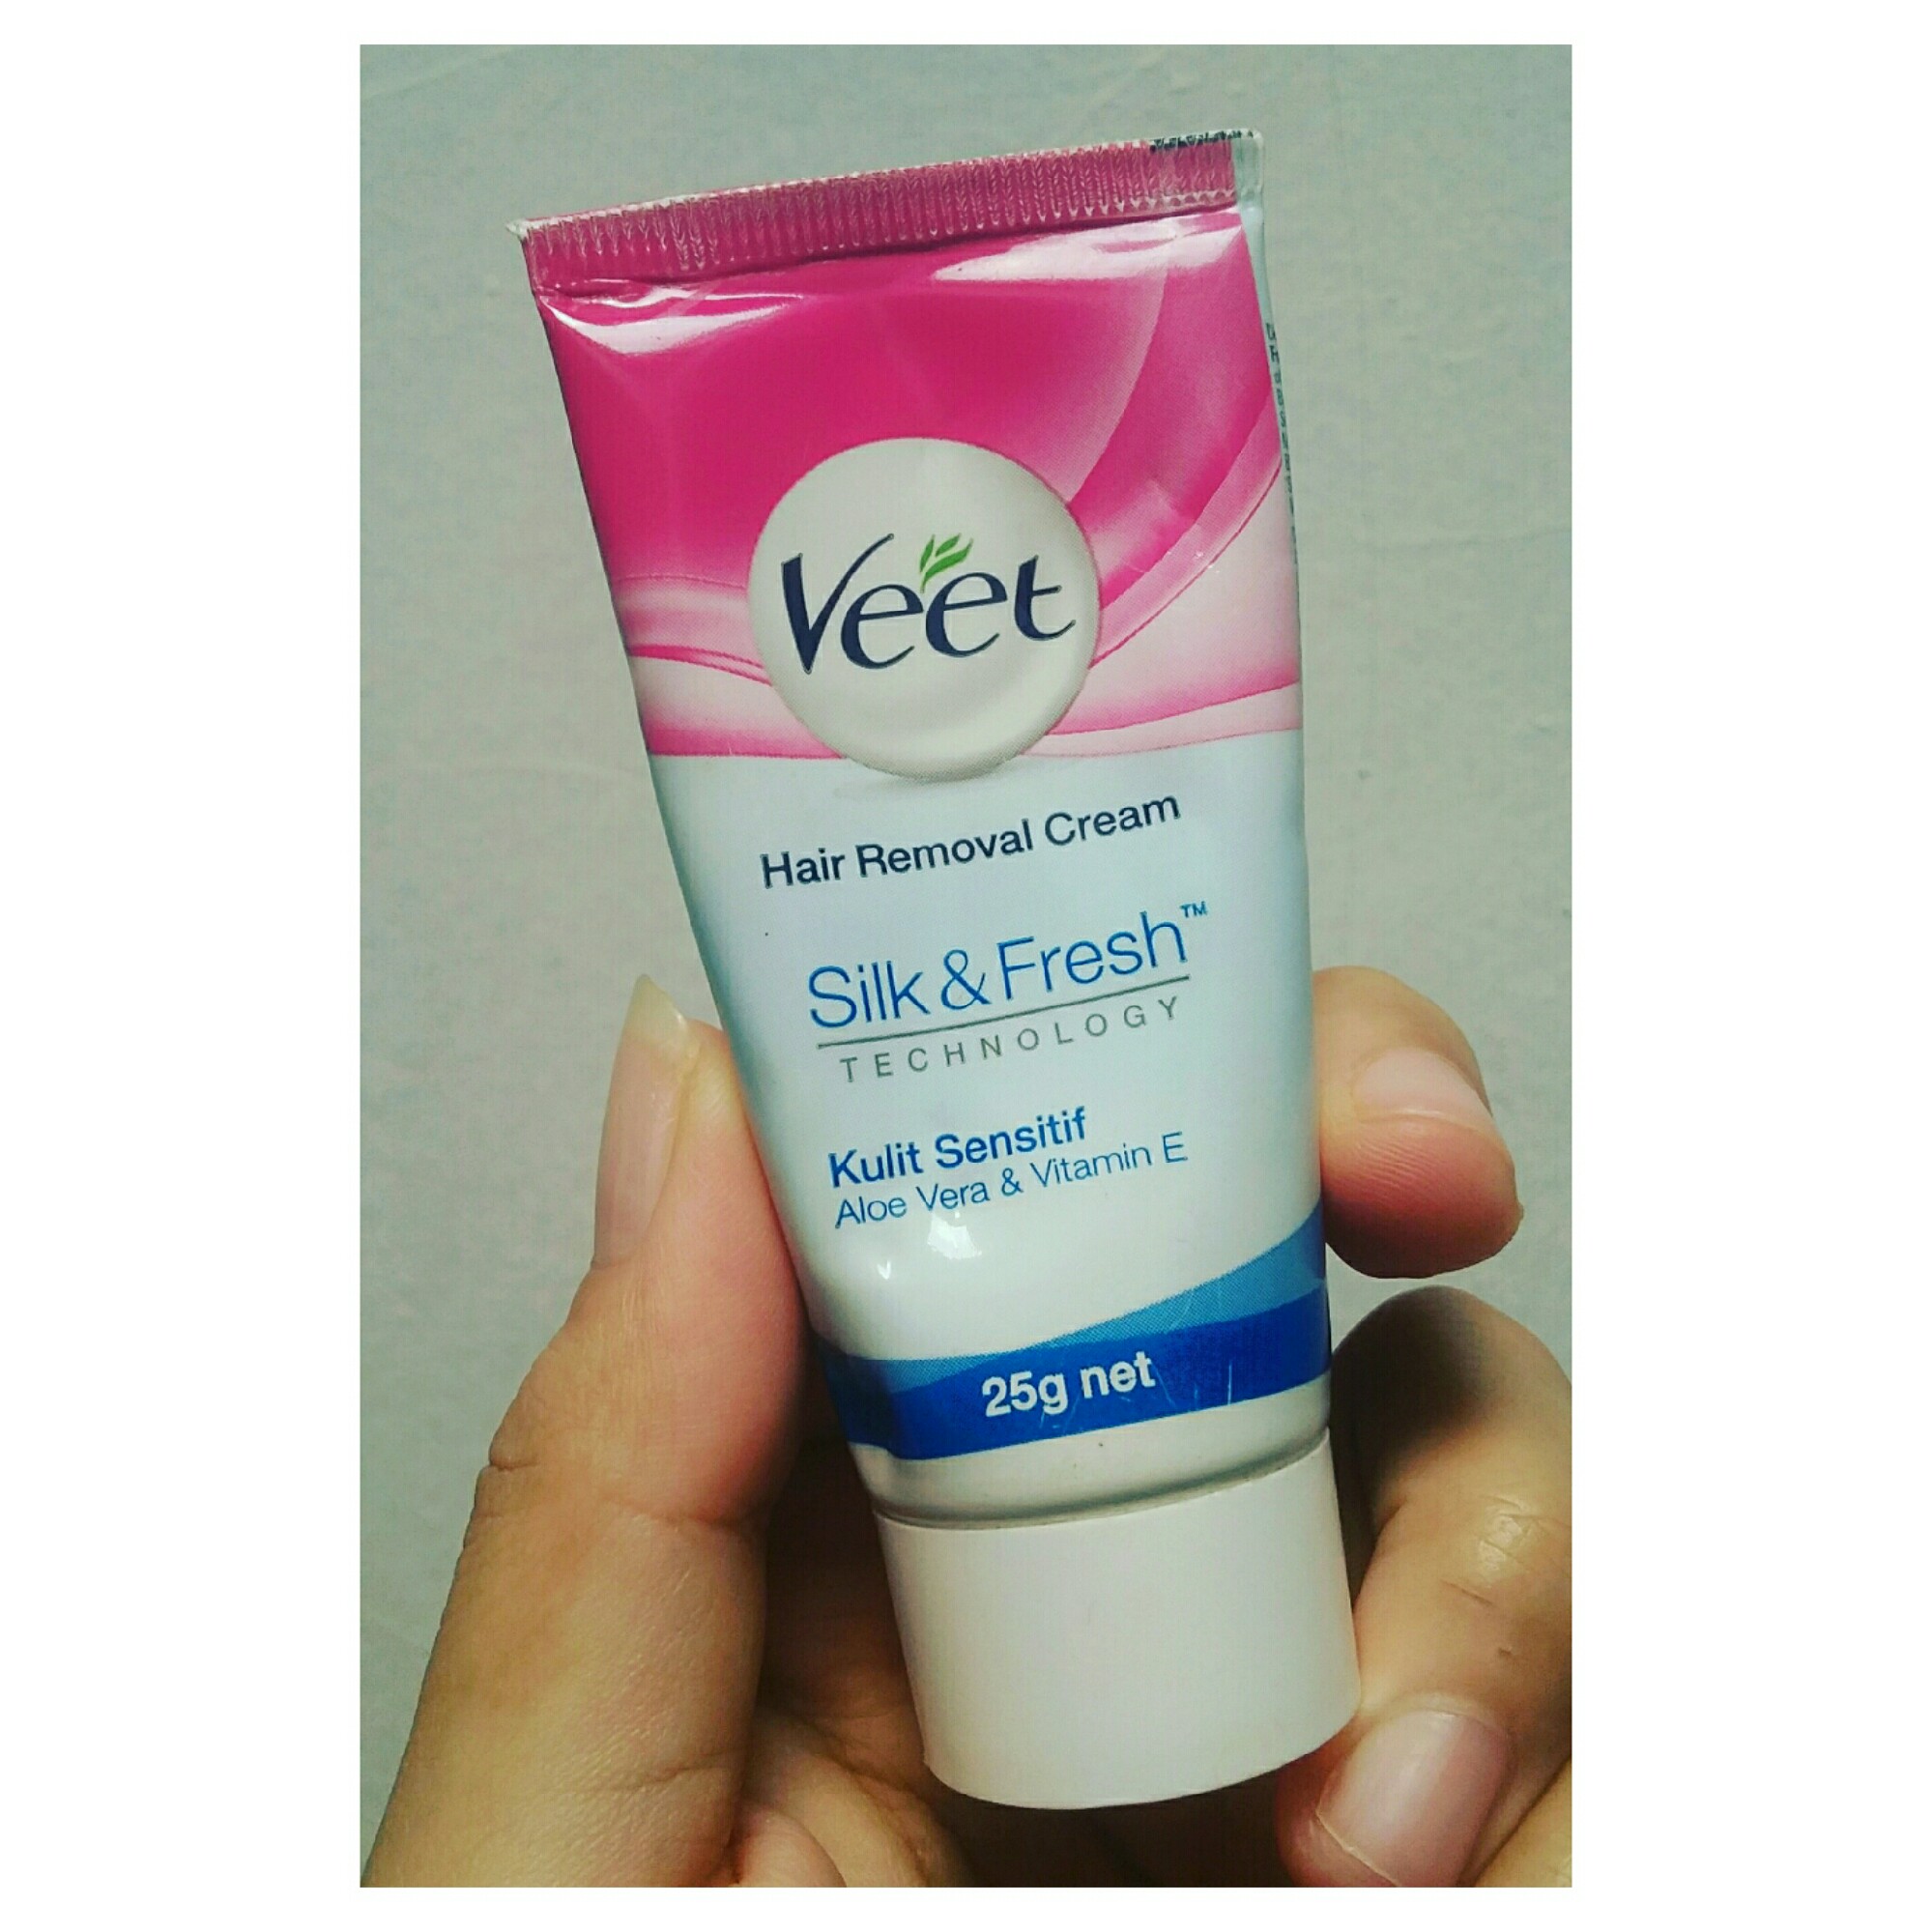 Veet
Hair Removal Cream
Silk & Fresh™
TECHNOLOGY
Kulit Sensitif
Aloe Vera & Vitamin E
25g net